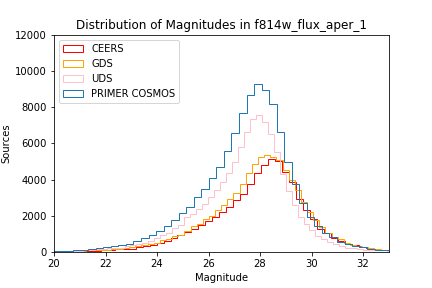 Distribution of Magnitudes in f814w_flux_aper_1
12000
10000
8000
6000
4000
2000
0
Sources
CEERS
GDS
UDS
PRIMER COSMOS
20 22 24 26 28 30 32
Magnitude